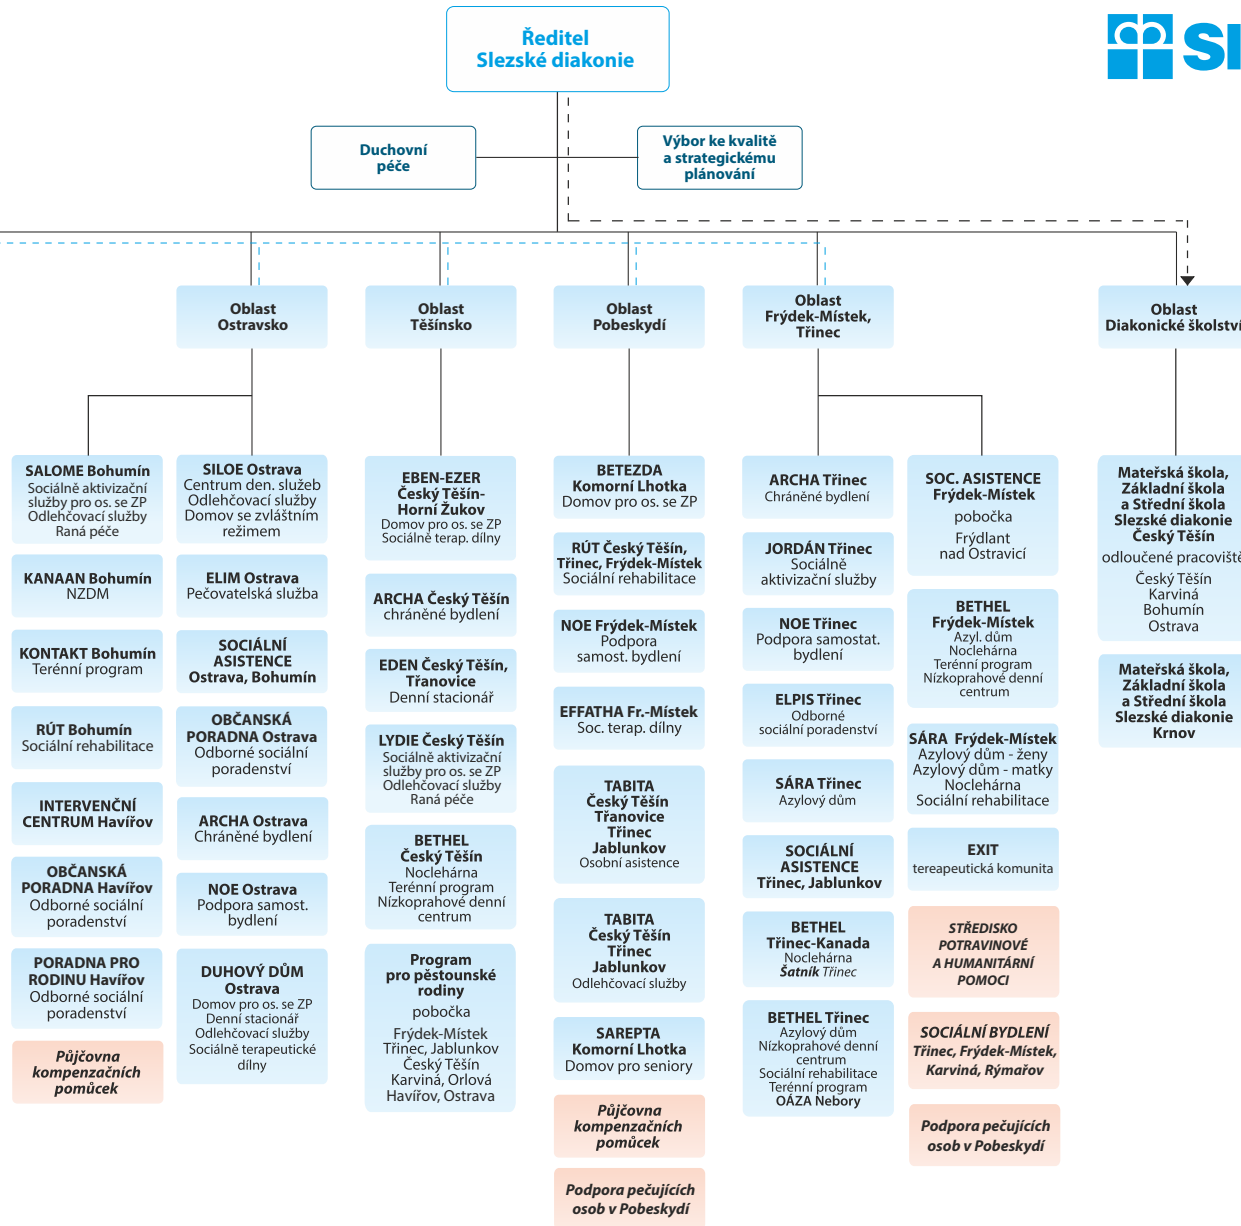 Ředitel
Slezské diakonie
SI
Duchovní
péče
Výbor ke kvalitě
a strategickému
plánování
Oblast
Ostravsko
Oblast
Těšínsko
Oblast
Pobeskydí
Oblast
Frýdek-Místek,
Třinec
Oblast
Diakonické školství
SALOME Bohumín
Sociálně aktivizační
služby pro os. se ZP
Odlehčovací služby
Raná péče
KANAAN Bohumín
NZDM
KONTAKT Bohumín
Terénní program
RÚT Bohumín
Sociální rehabilitace
INTERVENČNÍ
CENTRUM Havířov
OBČANSKÁ
PORADNA Havířov
Odborné sociální
poradenství
PORADNA PRO
RODINU Havířov
Odborné sociální
poradenství
Půjčovna
kompenzačních
pomůcek
SILOE Ostrava
Centrum den. služeb
Odlehčovací služby
Domov se zvláštním
režimem
ELIM Ostrava
Pečovatelská služba
SOCIÁLNÍ
ASISTENCE
Ostrava, Bohumín
OBČANSKÁ
PORADNA Ostrava
Odborné sociální
poradenství
ARCHA Ostrava
Chráněné bydlení
NOE Ostrava
Podpora samost.
bydlení
DUHOVÝ DŮM
Ostrava
Domov pro os. se ZP
Denní stacionář
Odlehčovací služby
Sociálně terapeutické
dílny
EBEN-EZER
Český Těšín-
Horní Žukov
Domov pro os. se ZP
Sociálně terap. dílny
ARCHA Český Těšín
chráněné bydlení
EDEN Český Těšín,
Třanovice
Denní stacionář
LYDIE Český Těšín
Sociálně aktivizační
služby pro os. se ZP
Odlehčovací služby
Raná péče
BETHEL
Český Těšín
Noclehárna
Terénní program
Nízkoprahové denní
centrum
Program
pro pěstounské
rodiny
pobočka
Frýdek-Místek
Třinec, Jablunkov
Český Těšín
Karviná, Orlová
Havířov, Ostrava
BETEZDA
Komorní Lhotka
Domov pro os. se ZP
RÚT Český Těšín,
Třinec, Frýdek-Místek
Sociální rehabilitace
NOE Frýdek-Místek
Podpora
samost. bydlení
EFFATHA Fr.-Místek
Soc. terap. dílny
TABITA
Český Těšín
Třanovice
Třinec
Jablunkov
Osobní asistence
TABITA
Český Těšín
Třinec
Jablunkov
Odlehčovací služby
SAREPTA
Komorní Lhotka
Domov pro seniory
Půjčovna
kompenzačních
pomůcek
Podpora pečujících
osob v Pobeskydí
ARCHA Třinec
Chráněné bydlení
JORDÁN Třinec
Sociálně
aktivizační služby
NOE Třinec
Podpora samostat.
bydlení
ELPIS Třinec
Odborné
sociální poradenství
SÁRA Třinec
Azylový dům
SOCIÁLNÍ
ASISTENCE
Třinec, Jablunkov
BETHEL
Třinec-Kanada
Noclehárna
Šatník Třinec
BETHEL Třinec
Azylový dům
Nízkoprahové denní
centrum
Sociální rehabilitace
Terénní program
OÁZA Nebory
SOC. ASISTENCE
Frýdek-Místek
pobočka
Frýdlant
nad Ostravicí
BETHEL
Frýdek-Místek
Azyl. dům
Noclehárna
Terénní program
Nízkoprahové denní
centrum
SÁRA Frýdek-Místek
Azylový dům - ženy
Azylový dům - matky
Noclehárna
Sociální rehabilitace
EXIT
tereapeutická komunita
STŘEDISKO
POTRAVINOVÉ
A HUMANITÁRNÍ
POMOCI
SOCIÁLNÍ BYDLENÍ
Třinec, Frýdek-Místek,
Karviná, Rýmařov
Podpora pečujících
osob v Pobeskydí
Mateřská škola,
Základní škola
a Střední škola
Slezské diakonie
Český Těšín
odloučené pracoviště
Český Těšín
Karviná
Bohumín
Ostrava
Mateřská škola,
Základní škola
a Střední škola
Slezské diakonie
Krnov